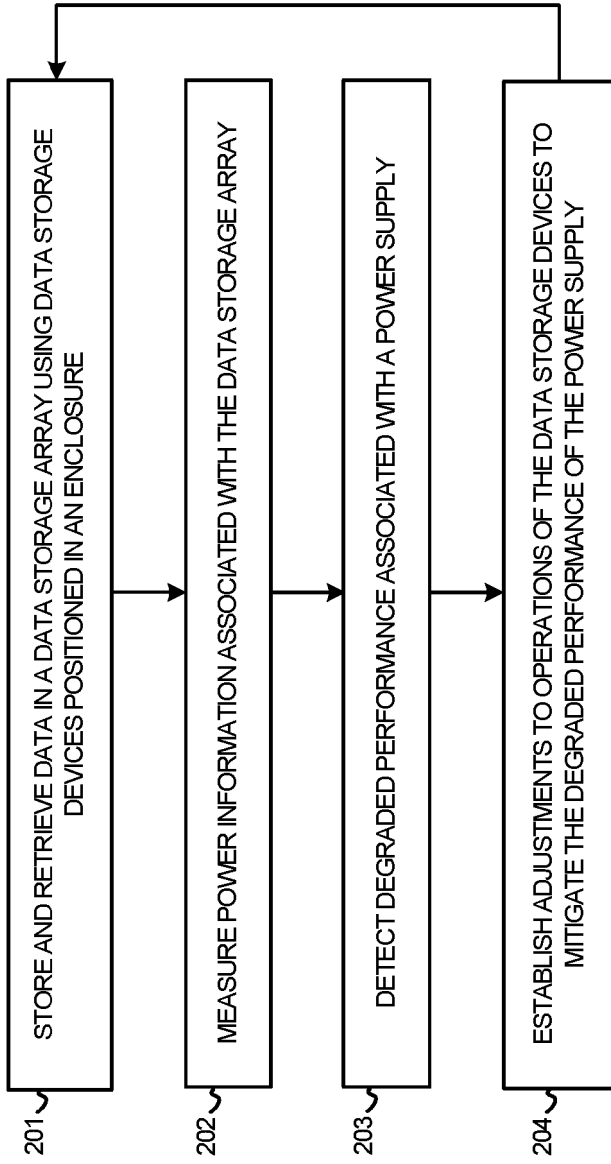 201
STORE AND RETRIEVE DATA IN A DATA STORAGE ARRAY USING DATA STORAGE
DEVICES POSITIONED IN AN ENCLOSURE
202
MEASURE POWER INFORMATION ASSOCIATED WITH THE DATA STORAGE ARRAY
203
DETECT DEGRADED PERFORMANCE ASSOCIATED WITH A POWER SUPPLY
204
ESTABLISH ADJUSTMENTS TO OPERATIONS OF THE DATA STORAGE DEVICES TO
MITIGATE THE DEGRADED PERFORMANCE OF THE POWER SUPPLY